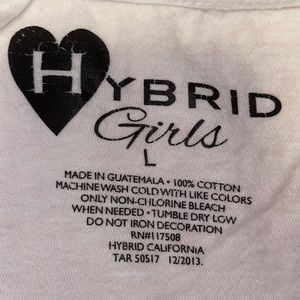 HYBRID
Girls
L
MADE IN GUATEMALA • 100% COTTON
MACHINE WASH COLD WITH LIKE COLORS
ONLY NON-CHLORINE BLEACH
WHEN NEEDED • TUMBLE DRY LOW
DO NOT IRON DECORATION
RN#117508
HYBRID CALIFORNIA
TAR 50517 12/2013.